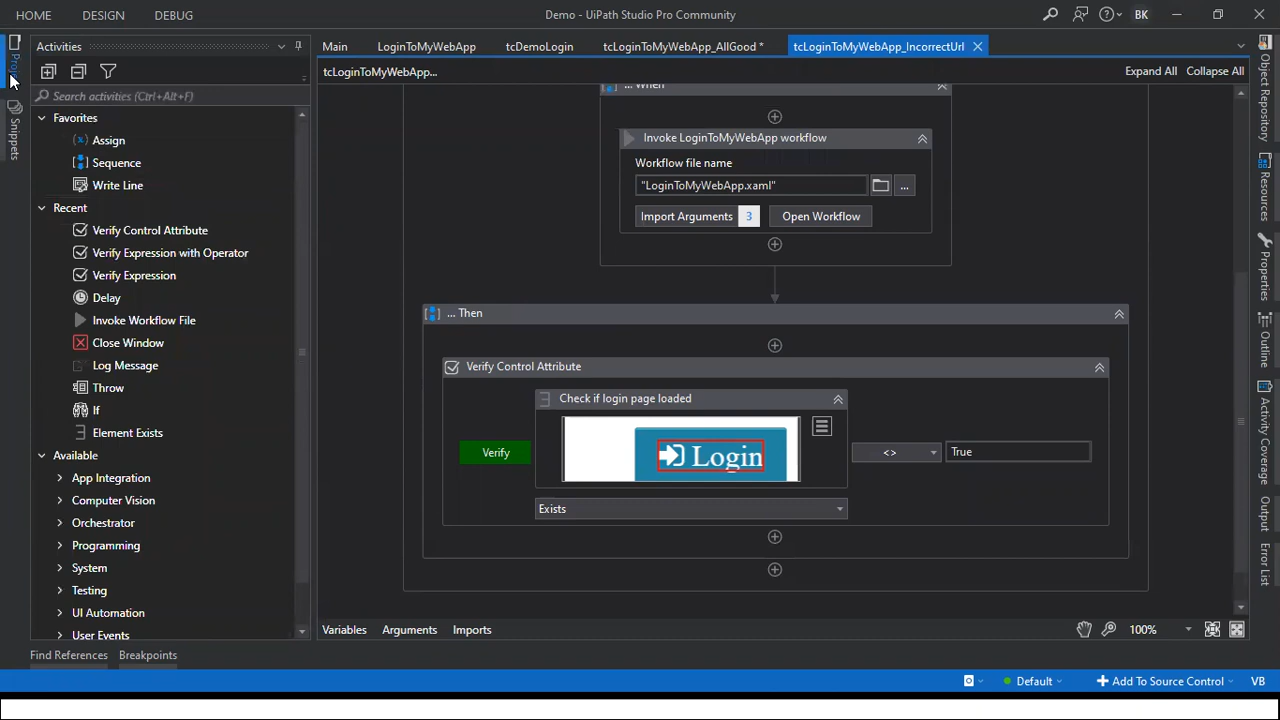 HOME DESIGN DEBUG Demo - UiPath Studio Pro Community BK
Activities
Main LoginToMyWebApp tcDemoLogin tcLoginToMyWebApp_AllGood * tcLoginToMyWebApp_IncorrectUrl
tcLoginToMyWebApp... Expand All Collapse All
Search activities (Ctrl+Alt+F)
Favorites
Assign
Sequence
Write Line
Recent
Verify Control Attribute
Verify Expression with Operator
Verify Expression
Delay
Invoke Workflow File
Close Window
Log Message
Throw
If
Element Exists
Available
App Integration
Computer Vision
Orchestrator
Programming
System
Testing
UI Automation
User Events
Find References Breakpoints
Snippets
... When
Invoke LoginToMyWebApp workflow
Workflow file name
"LoginToMyWebApp.xaml" ...
Import Arguments 3 Open Workflow
... Then
Verify Control Attribute
Check if login page loaded
Login
Verify <> True
Exists
Variables Arguments Imports 100%
Object Repository
Resources
Properties
Outline
Activity Coverage
Output
Error List
Default Add To Source Control VB